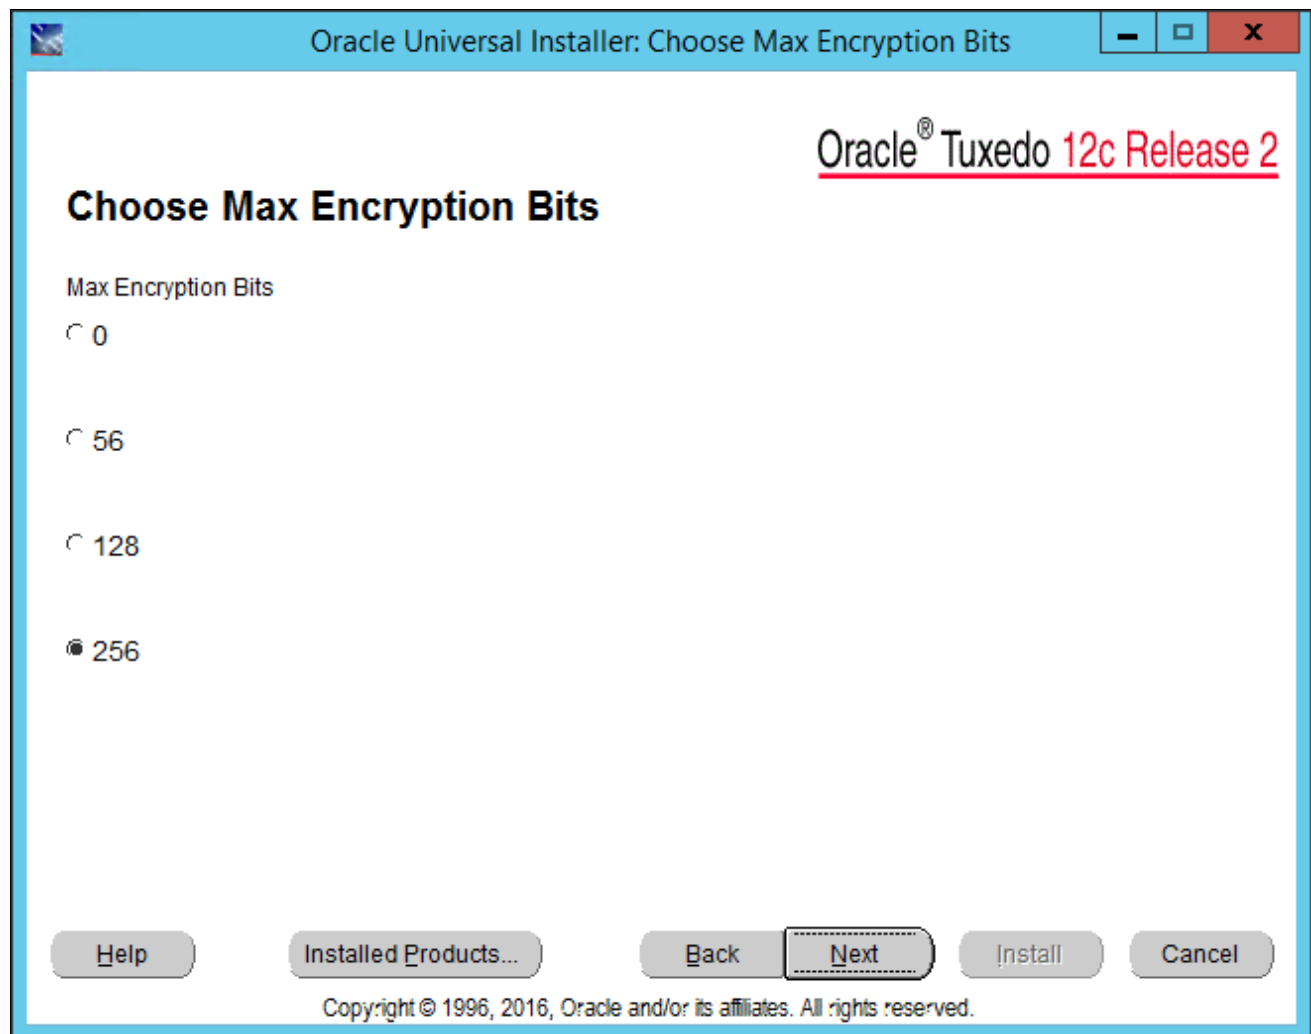 Oracle Universal Installer: Choose Max Encryption Bits
Oracle® Tuxedo 12c Release 2
Choose Max Encryption Bits
Max Encryption Bits
0
56
128
256
Help Installed Products... Back Next Install Cancel
Copyright © 1996, 2016, Oracle and/or its affiliates. All rights reserved.